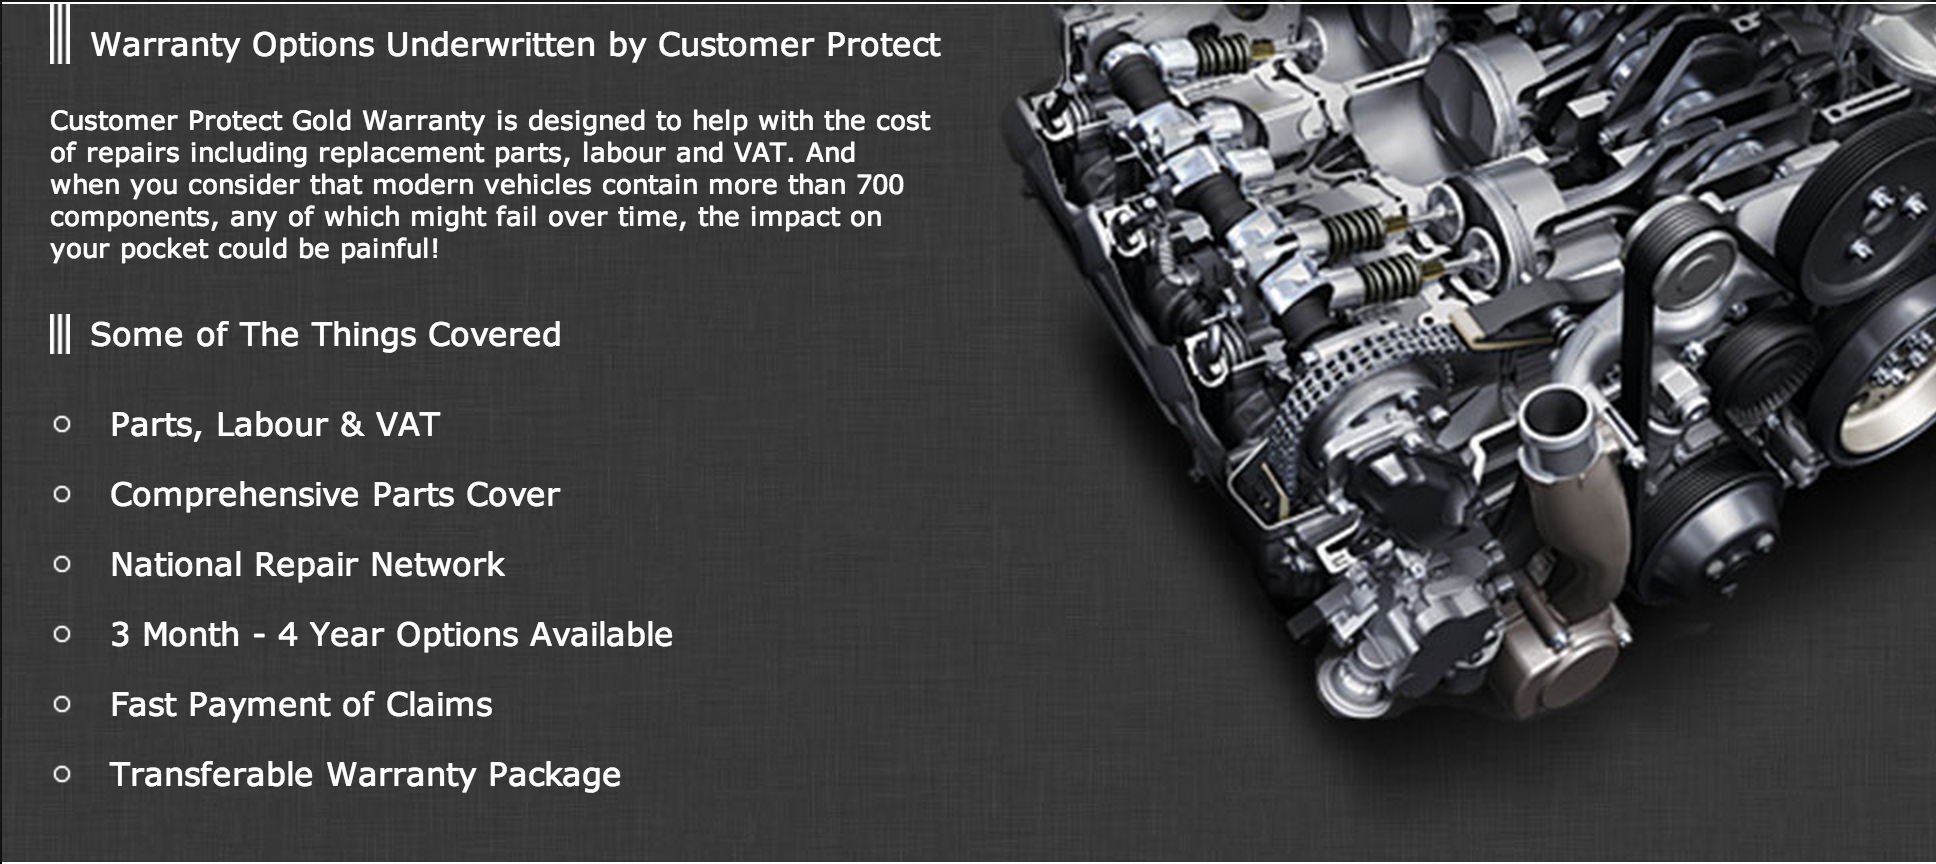 Warranty Options Underwritten by Customer Protect
Customer Protect Gold Warranty is designed to help with the cost
of repairs including replacement parts, labour and VAT. And
when you consider that modern vehicles contain more than 700
components, any of which might fail over time, the impact on
your pocket could be painful!
Some of The Things Covered
Parts, Labour & VAT
Comprehensive Parts Cover
National Repair Network
3 Month - 4 Year Options Available
Fast Payment of Claims
Transferable Warranty Package